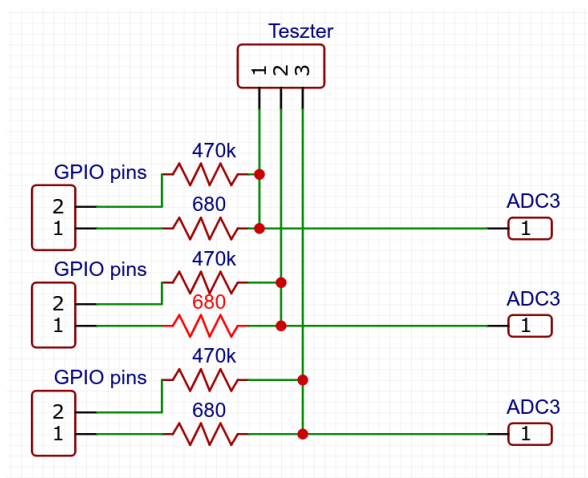 Teszter
1 2 3
470k
GPIO pins
2
680
ADC3
1
1
470k
GPIO pins
2
680
ADC3
1
1
470k
GPIO pins
2
680
ADC3
1
1